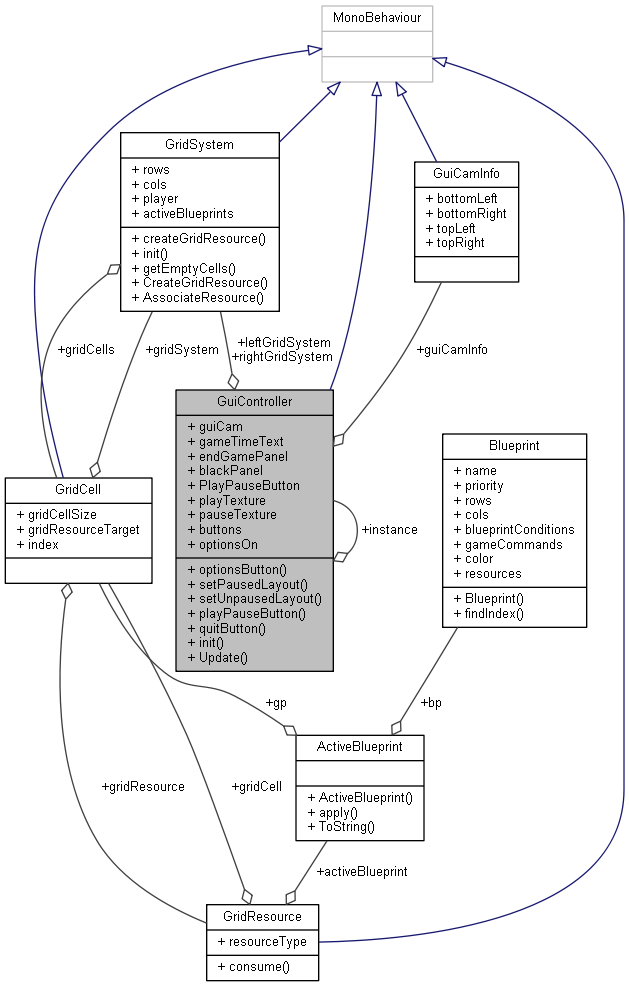 MonoBehaviour
GridSystem
+ rows
+ cols
+ player
+ activeBlueprints
+ createGridResource()
+ init()
+ getEmptyCells()
+ CreateGridResource()
+ AssociateResource()
GuiCamInfo
+ bottomLeft
+ bottomRight
+ topLeft
+ topRight
+gridCells
+gridSystem
+leftGridSystem
+rightGridSystem
+guiCamInfo
GuiController
+ guiCam
+ gameTimeText
+ endGamePanel
+ blackPanel
+ PlayPauseButton
+ playTexture
+ pauseTexture
+ buttons
+ optionsOn
+ optionsButton()
+ setPausedLayout()
+ setUnpausedLayout()
+ playPauseButton()
+ quitButton()
+ init()
+ Update()
+instance
Blueprint
+ name
+ priority
+ rows
+ cols
+ blueprintConditions
+ gameCommands
+ color
+ resources
+ Blueprint()
+ findIndex()
GridCell
+ gridCellSize
+ gridResourceTarget
+ index
+gp
+bp
ActiveBlueprint
+ ActiveBlueprint()
+ apply()
+ ToString()
+gridResource
+gridCell
+activeBlueprint
GridResource
+ resourceType
+ consume()